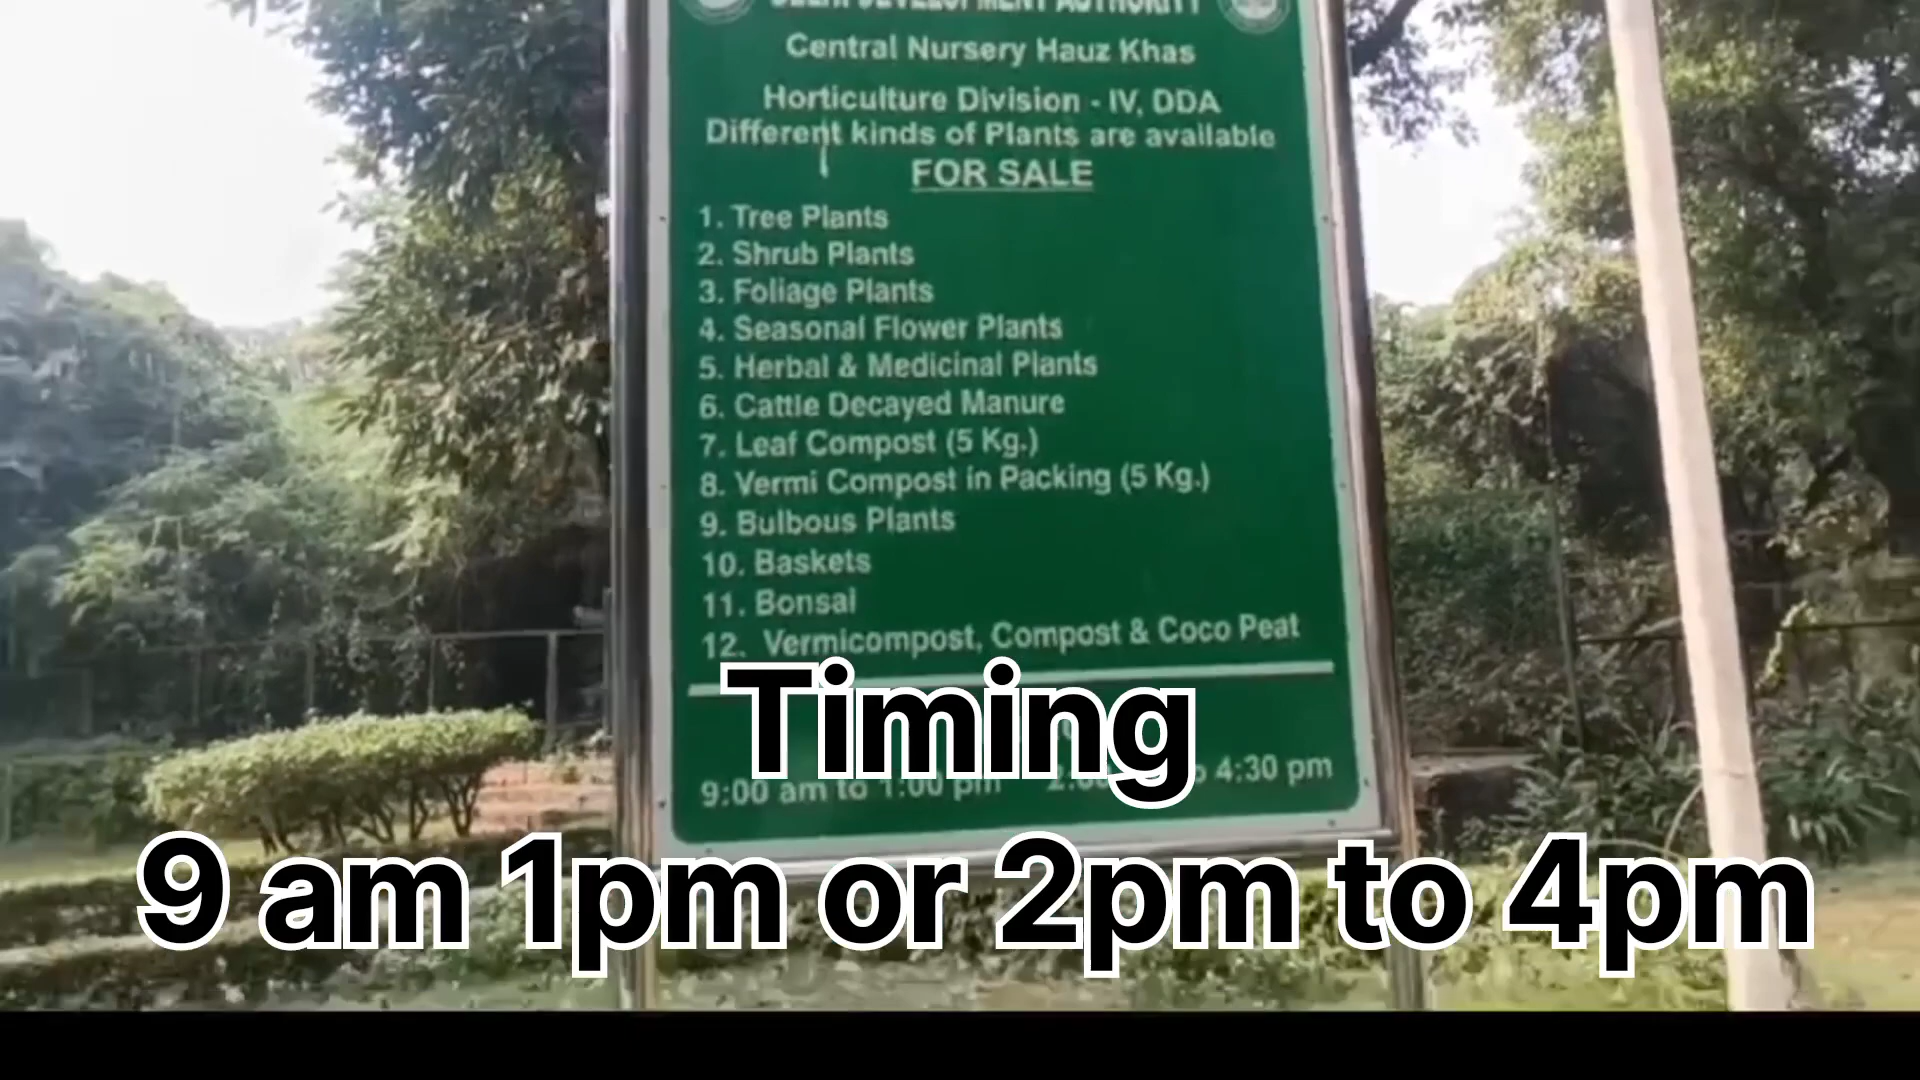 DELHI DEVELOPMENT AUTHORITY
Central Nursery Hauz Khas
Horticulture Division - IV, DDA
Different kinds of Plants are available
FOR SALE
1. Tree Plants
2. Shrub Plants
3. Foliage Plants
4. Seasonal Flower Plants
5. Herbal & Medicinal Plants
6. Cattle Decayed Manure
7. Leaf Compost (5 Kg.)
8. Vermi Compost in Packing (5 Kg.)
9. Bulbous Plants
10. Baskets
11. Bonsai
12. Vermicompost, Compost & Coco Peat
Timing
9:00 am to 1:00 pm 4:30 pm
9 am 1pm or 2pm to 4pm